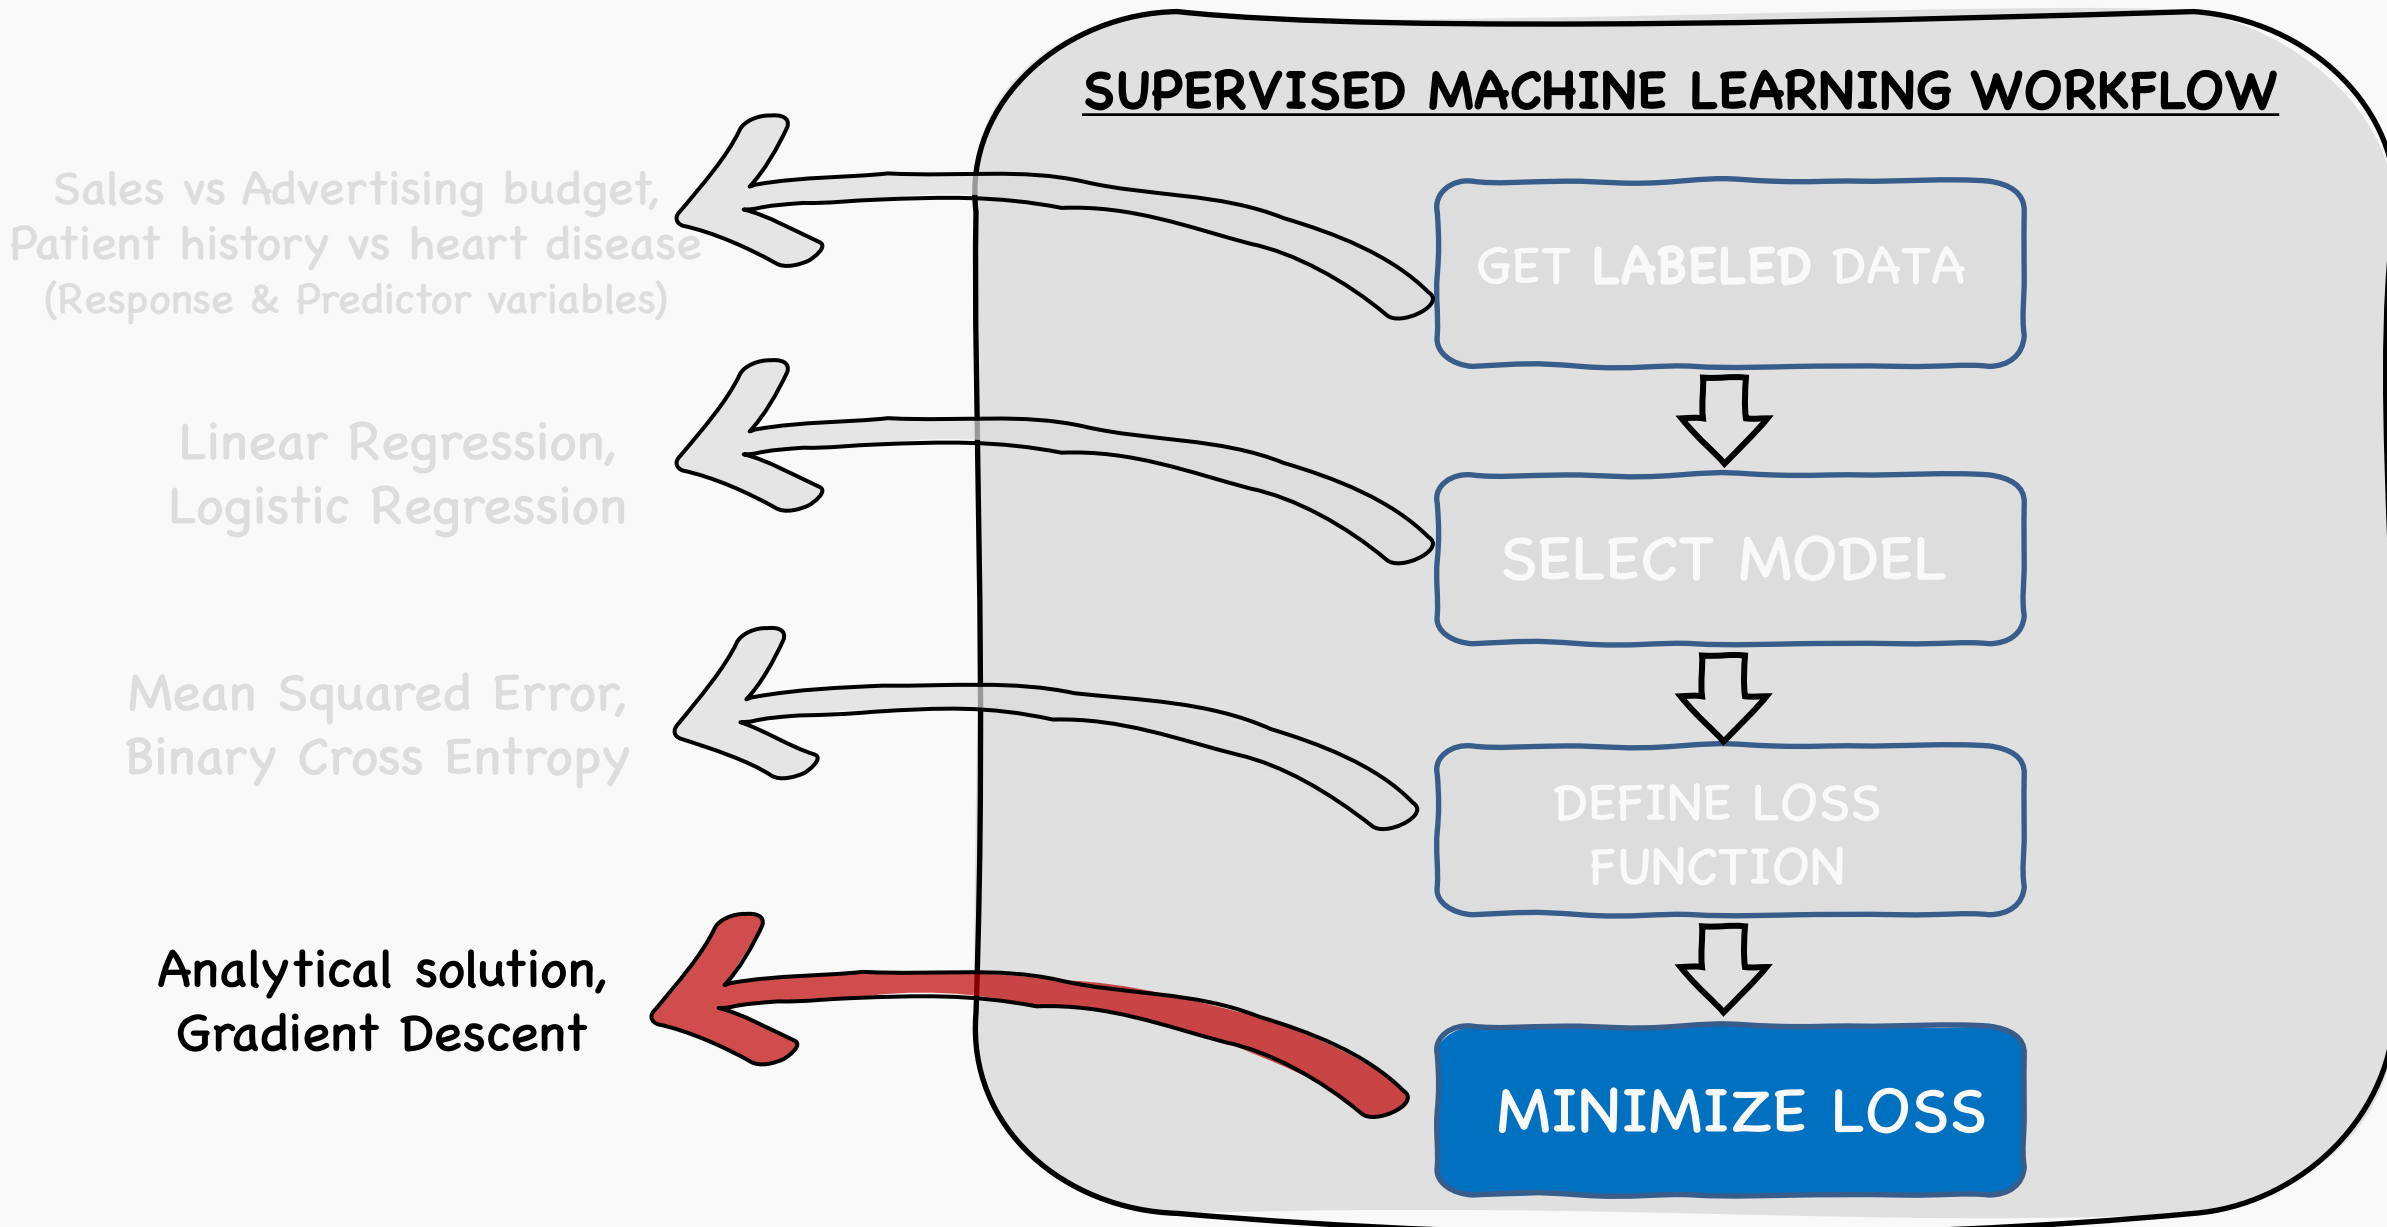 SUPERVISED MACHINE LEARNING WORKFLOW
Sales vs Advertising budget,
Patient history vs heart disease
(Response & Predictor variables)
GET LABELED DATA
Linear Regression,
Logistic Regression
SELECT MODEL
Mean Squared Error,
Binary Cross Entropy
DEFINE LOSS
FUNCTION
Analytical solution,
Gradient Descent
MINIMIZE LOSS